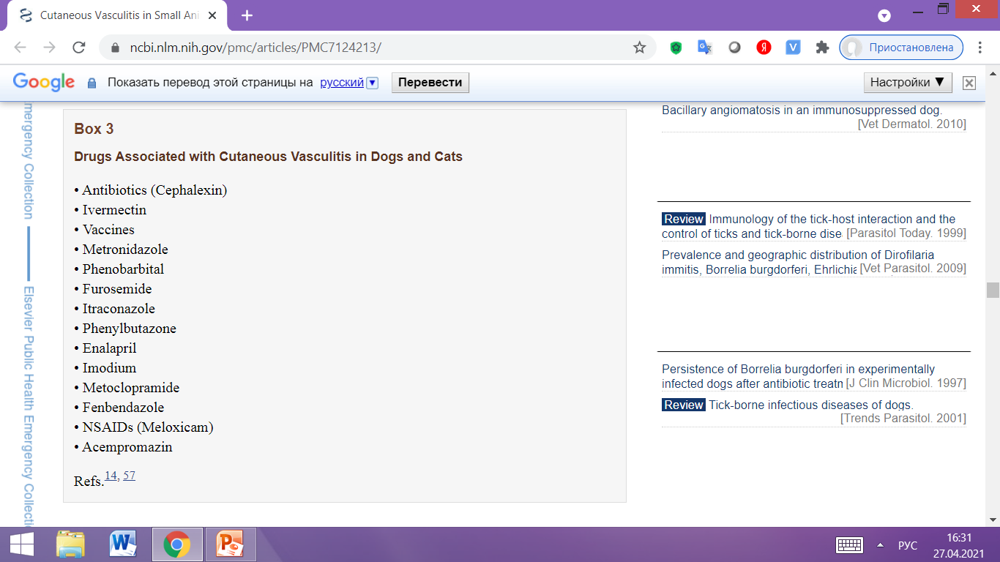 Cutaneous Vasculitis in Small Ani
ncbi.nlm.nih.gov/pmc/articles/PMC7124213/
Я
V
Приостановлена
Google
Показать перевод этой страницы на русский
Перевести
Настройки ▼
mergency Collection
Elsevier Public Health Emergency Collecti
Box 3
Drugs Associated with Cutaneous Vasculitis in Dogs and Cats
• Antibiotics (Cephalexin)
• Ivermectin
• Vaccines
• Metronidazole
• Phenobarbital
• Furosemide
• Itraconazole
• Phenylbutazone
• Enalapril
• Imodium
• Metoclopramide
• Fenbendazole
• NSAIDs (Meloxicam)
• Acempromazin
Refs.14, 57
Bacillary angiomatosis in an immunosuppressed dog.
[Vet Dermatol. 2010]
Review Immunology of the tick-host interaction and the
control of ticks and tick-borne dise [Parasitol Today. 1999]
Prevalence and geographic distribution of Dirofilaria
immitis, Borrelia burgdorferi, Ehrlichia [Vet Parasitol. 2009]
Persistence of Borrelia burgdorferi in experimentally
infected dogs after antibiotic treatn [J Clin Microbiol. 1997]
Review Tick-borne infectious diseases of dogs.
[Trends Parasitol. 2001]
РУС
16:31
27.04.2021